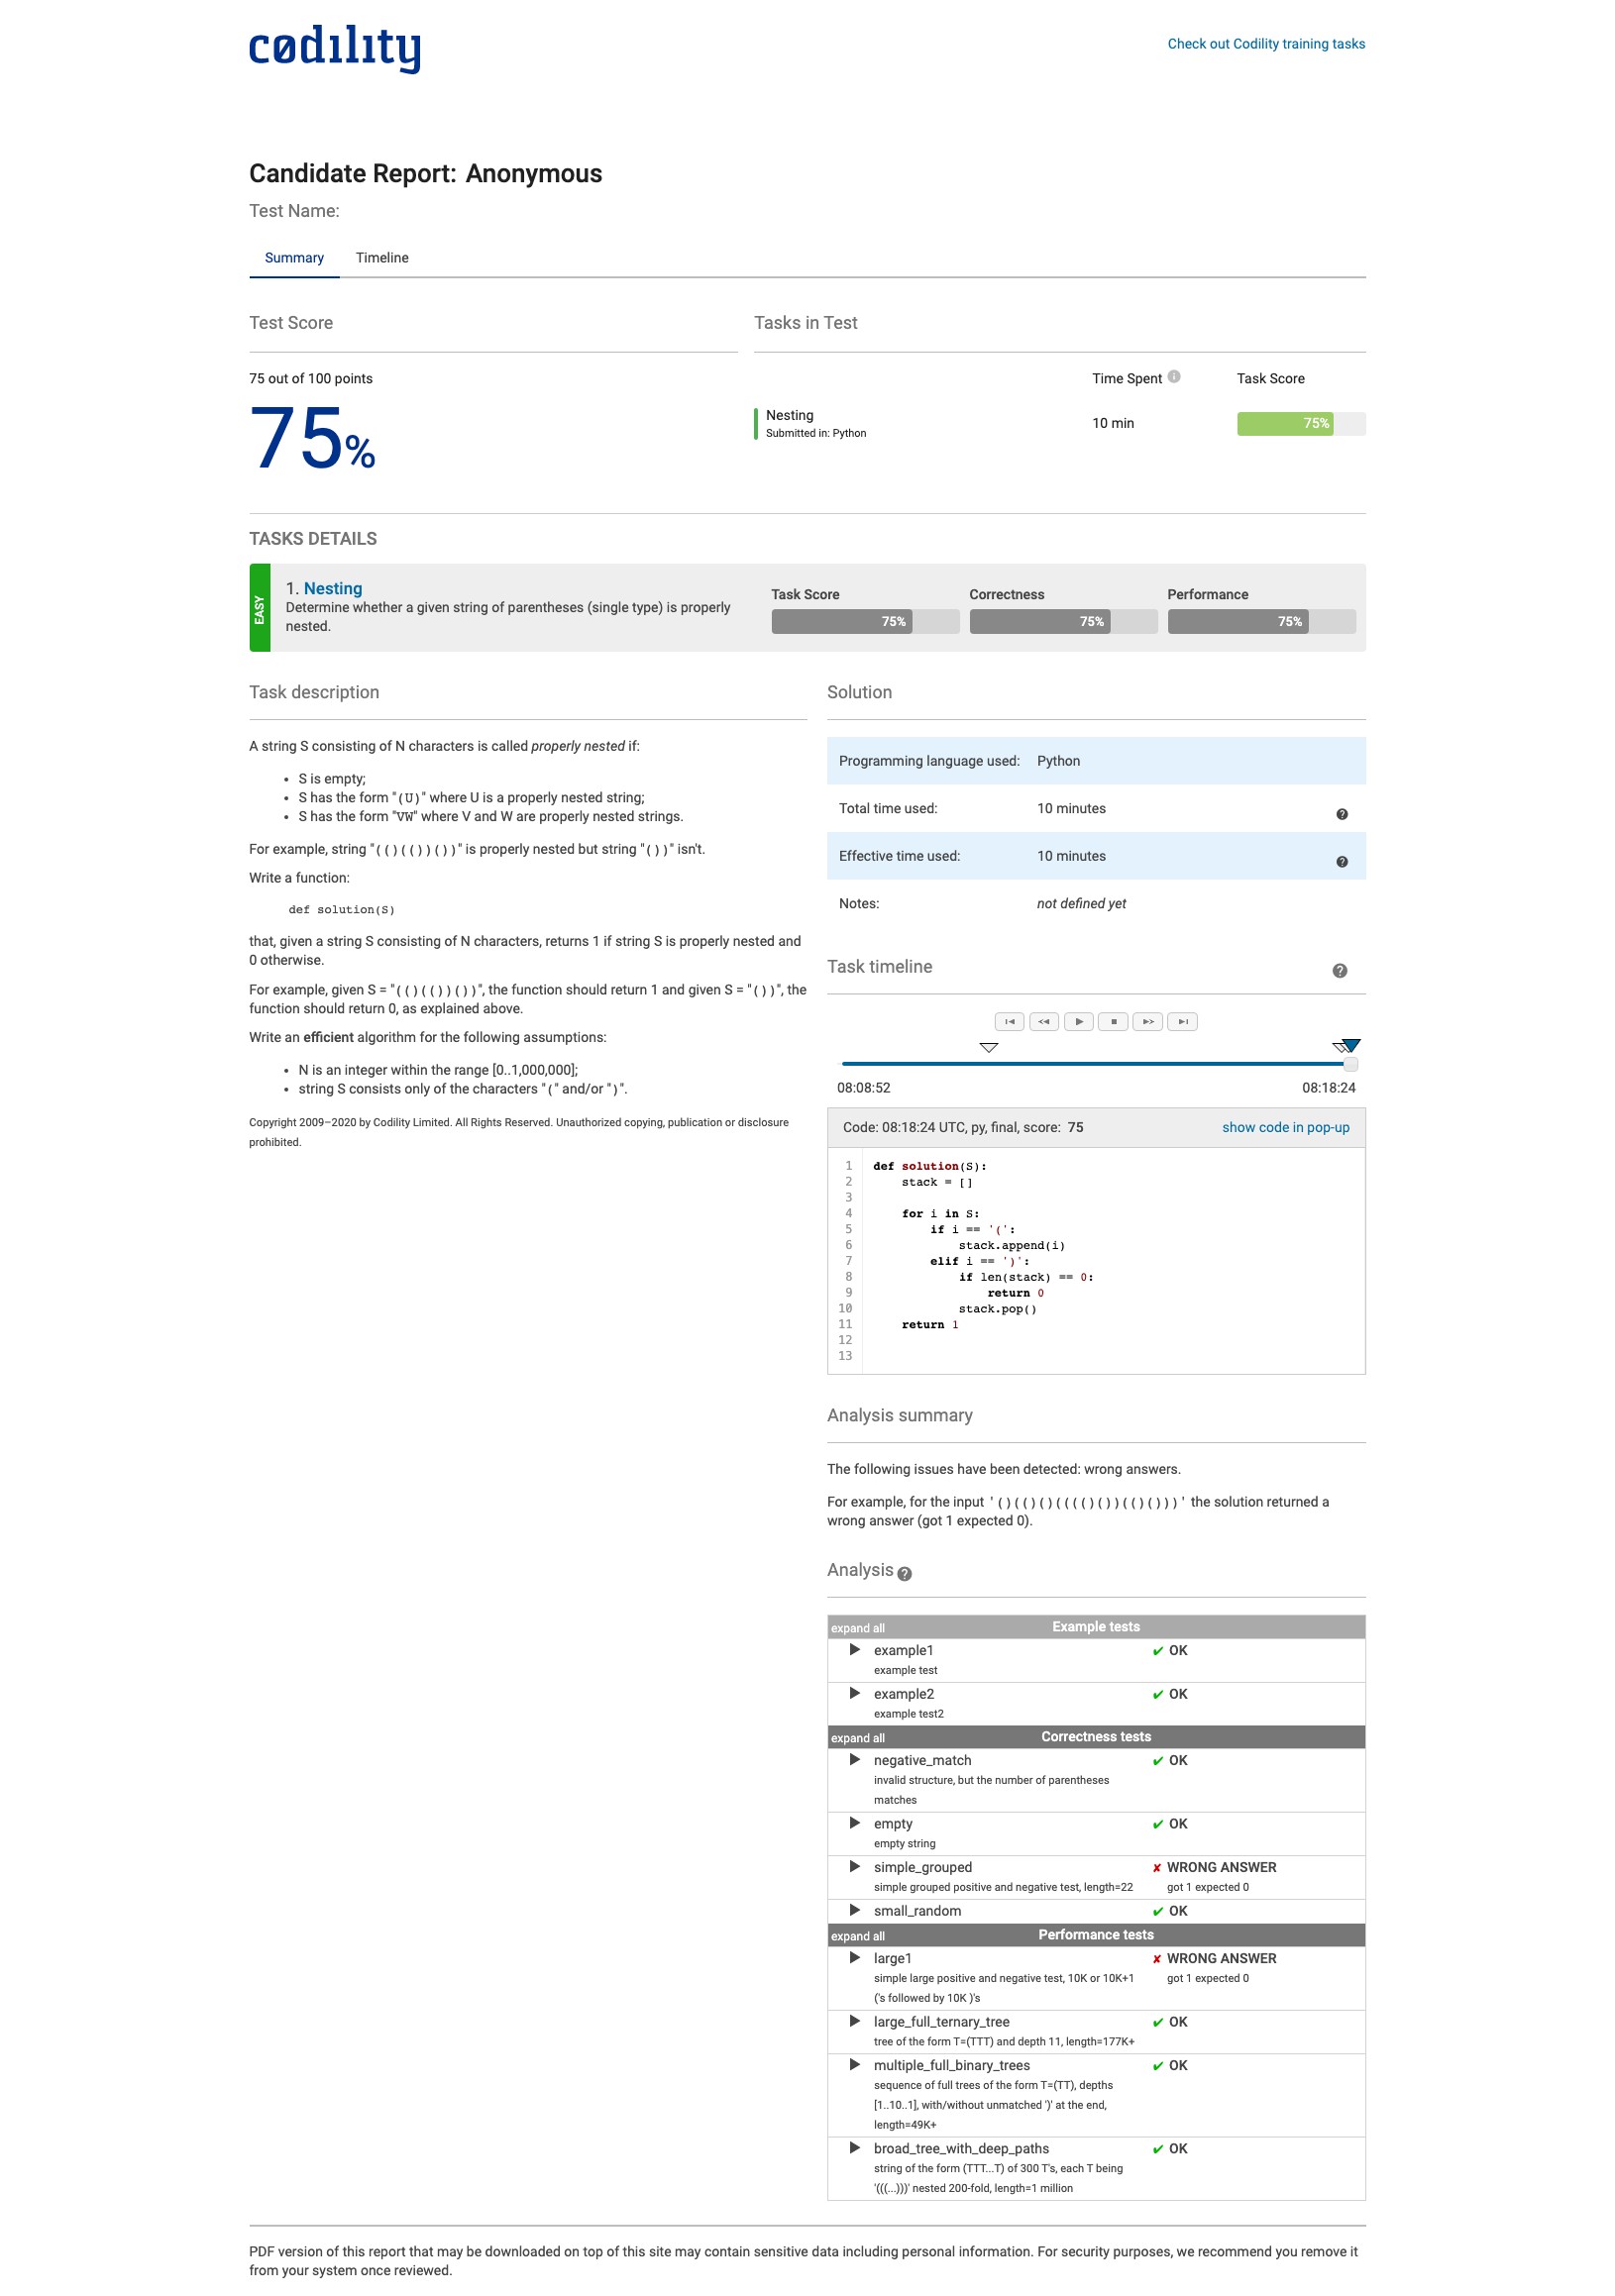 codility
Check out Codility training tasks
Candidate Report: Anonymous
Test Name:
Summary Timeline
Test Score
75 out of 100 points
75%
Tasks in Test
Time Spent Task Score
Nesting
Submitted in: Python
10 min
75%
TASKS DETAILS
EASY
1. Nesting
Determine whether a given string of parentheses (single type) is properly
nested.
Task Score
75%
Correctness
75%
Performance
75%
Task description
A string S consisting of N characters is called properly nested if:
• S is empty;
• S has the form "(U)" where U is a properly nested string;
• S has the form "VW" where V and W are properly nested strings.
For example, string "(()(())())" is properly nested but string "())" isn't.
Write a function:
def solution(S)
that, given a string S consisting of N characters, returns 1 if string S is properly nested and
0 otherwise.
For example, given S = "(()(())())", the function should return 1 and given S = "())", the
function should return 0, as explained above.
Write an efficient algorithm for the following assumptions:
• N is an integer within the range [0..1,000,000];
• string S consists only of the characters "(" and/or ")".
Copyright 2009–2020 by Codility Limited. All Rights Reserved. Unauthorized copying, publication or disclosure
prohibited.
Solution
Programming language used: Python
Total time used: 10 minutes
Effective time used: 10 minutes
Notes: not defined yet
Task timeline
08:08:52 08:18:24
Code: 08:18:24 UTC, py, final, score: 75
show code in pop-up
1 def solution(S):
2     stack = []
3
4     for i in S:
5         if i == '(':
6             stack.append(i)
7         elif i == ')':
8             if len(stack) == 0:
9                 return 0
10             stack.pop()
11     return 1
12
13
Analysis summary
The following issues have been detected: wrong answers.
For example, for the input '()(()()(((()())(()()))' the solution returned a
wrong answer (got 1 expected 0).
Analysis
expand all Example tests
example1 ✔ OK
example test
example2 ✔ OK
example test2
expand all Correctness tests
negative_match ✔ OK
invalid structure, but the number of parentheses
matches
empty ✔ OK
empty string
simple_grouped ✘ WRONG ANSWER
simple grouped positive and negative test, length=22 got 1 expected 0
small_random ✔ OK
expand all Performance tests
large1 ✘ WRONG ANSWER
simple large positive and negative test, 10K or 10K+1 got 1 expected 0
('s followed by 10K )'s
large_full_ternary_tree ✔ OK
tree of the form T=(TTT) and depth 11, length=177K+
multiple_full_binary_trees ✔ OK
sequence of full trees of the form T=(TT), depths
[1..10..1], with/without unmatched ')' at the end,
length=49K+
broad_tree_with_deep_paths ✔ OK
string of the form (TTT...T) of 300 T's, each T being
'(((...)))' nested 200-fold, length=1 million
PDF version of this report that may be downloaded on top of this site may contain sensitive data including personal information. For security purposes, we recommend you remove it
from your system once reviewed.